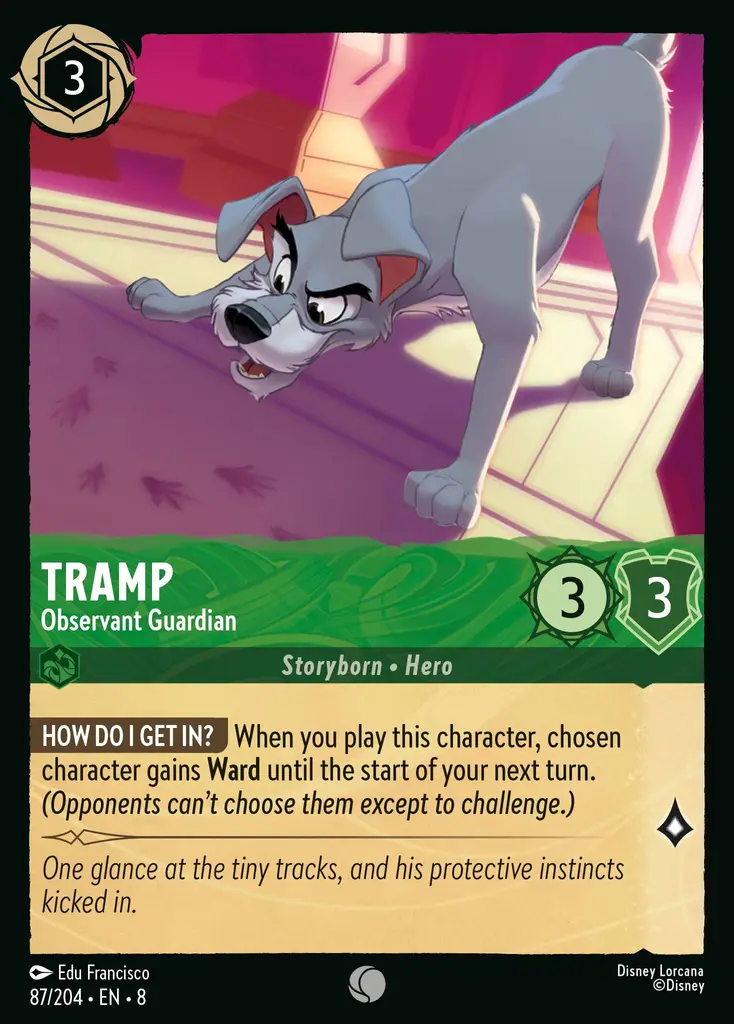 3
TRAMP
Observant Guardian
3
3
Storyborn • Hero
HOW DO I GET IN? When you play this character, chosen
character gains Ward until the start of your next turn.
(Opponents can't choose them except to challenge.)
One glance at the tiny tracks, and his protective instincts
kicked in.
Edu Francisco
Disney Lorcana
87/204 • EN • 8
©Disney